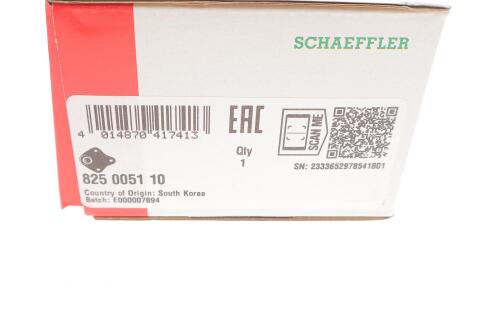 SCHAEFFLER
4 014870 417413
EAC
Qty
1
SCAN ME
SN: 2333652978541801
825 0051 10
Country of Origin: South Korea
Batch: E000007894